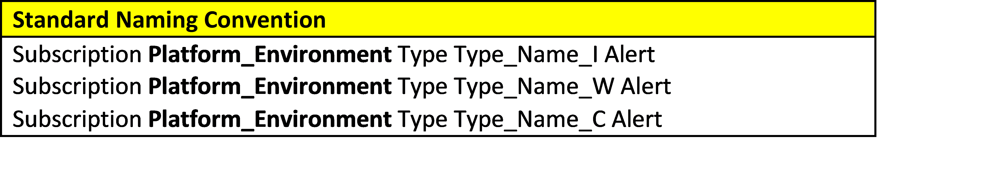 Standard Naming Convention
Subscription Platform_Environment Type Type_Name_I Alert
Subscription Platform_Environment Type Type_Name_W Alert
Subscription Platform_Environment Type Type_Name_C Alert